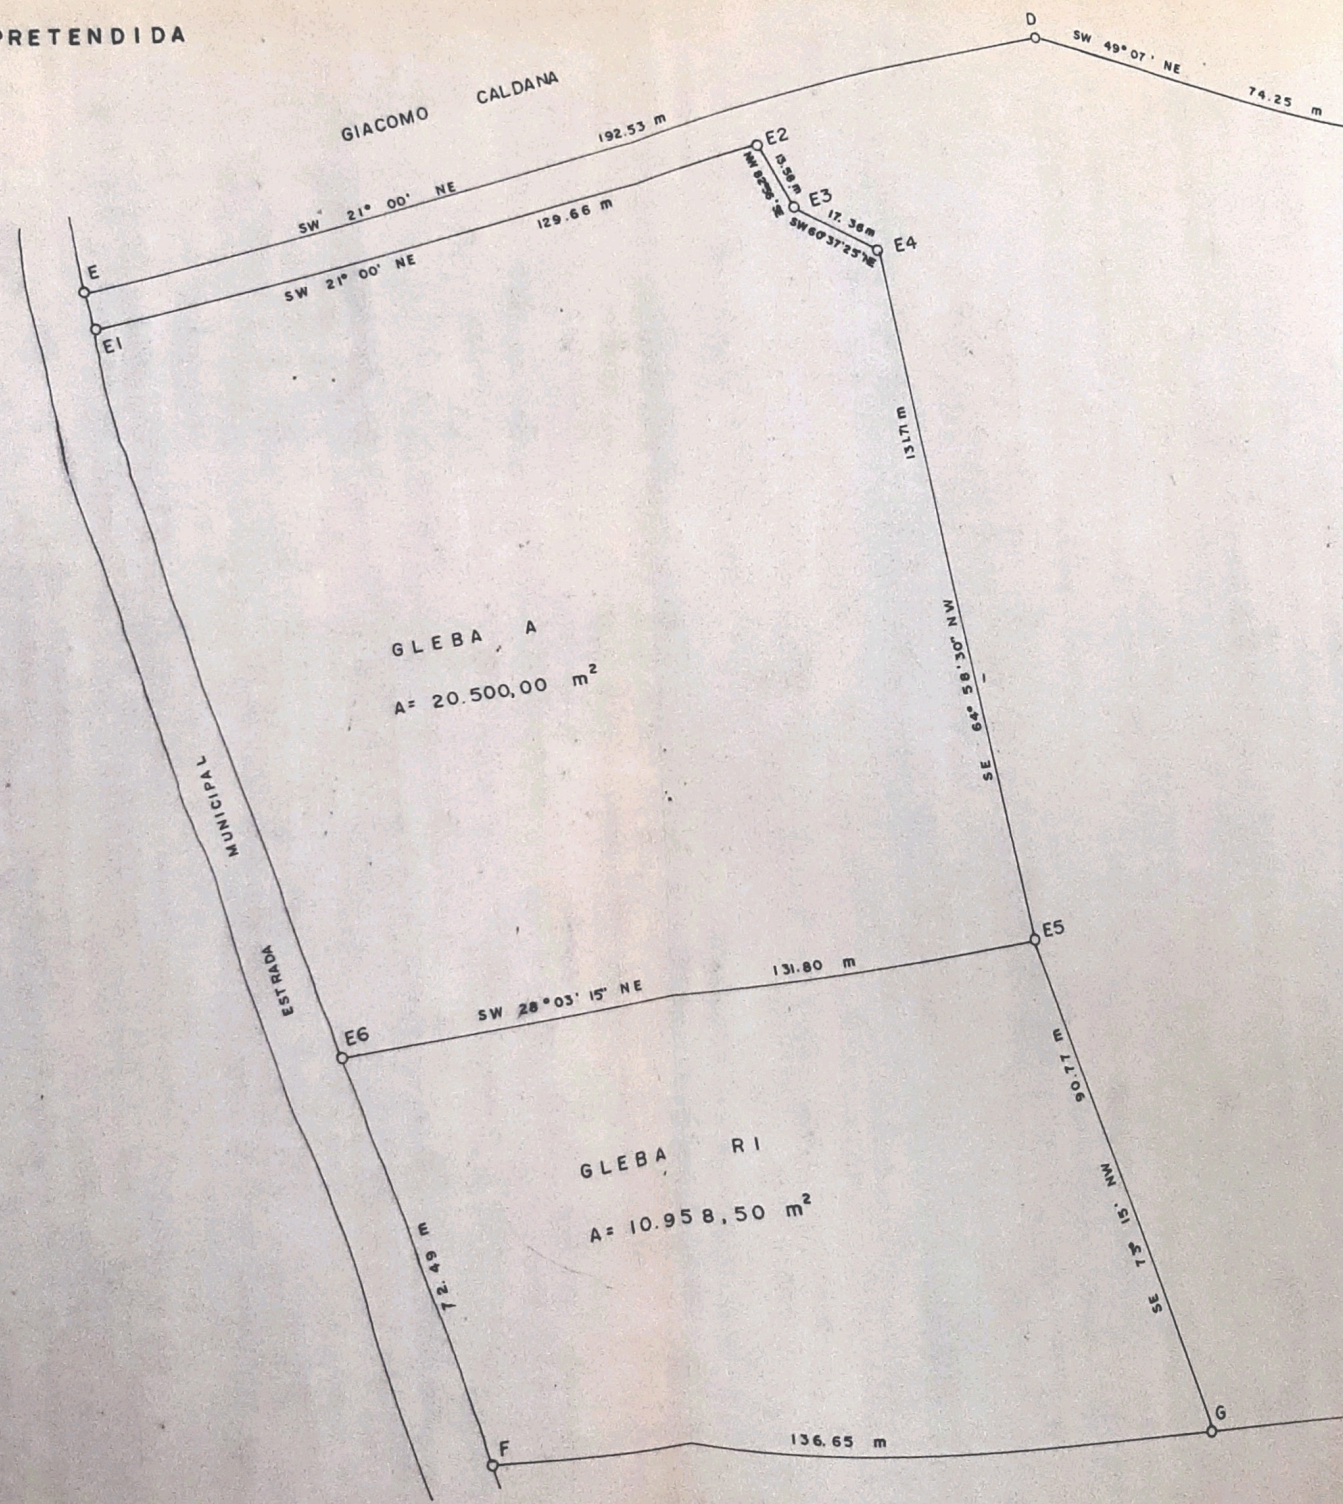 PRETENDIDA
D
SW 49° 07' NE
74.25 m
GIACOMO CALDANA
192.53 m
SW 21° 00' NE
E2
13.58 m
E3
17.36 m
SW 60°37'25" NE
E4
129.66 m
SW 21° 00' NE
E
E1
131.71 m
SE 64° 58' 30" NW
GLEBA A
A= 20.500,00 m²
MUNICIPAL
ESTRADA
E5
131.80 m
SW 28° 03' 15" NE
E6
90.77 m
SE 15' NW
GLEBA R1
A= 10.958,50 m²
72.49 m
G
136.65 m
F